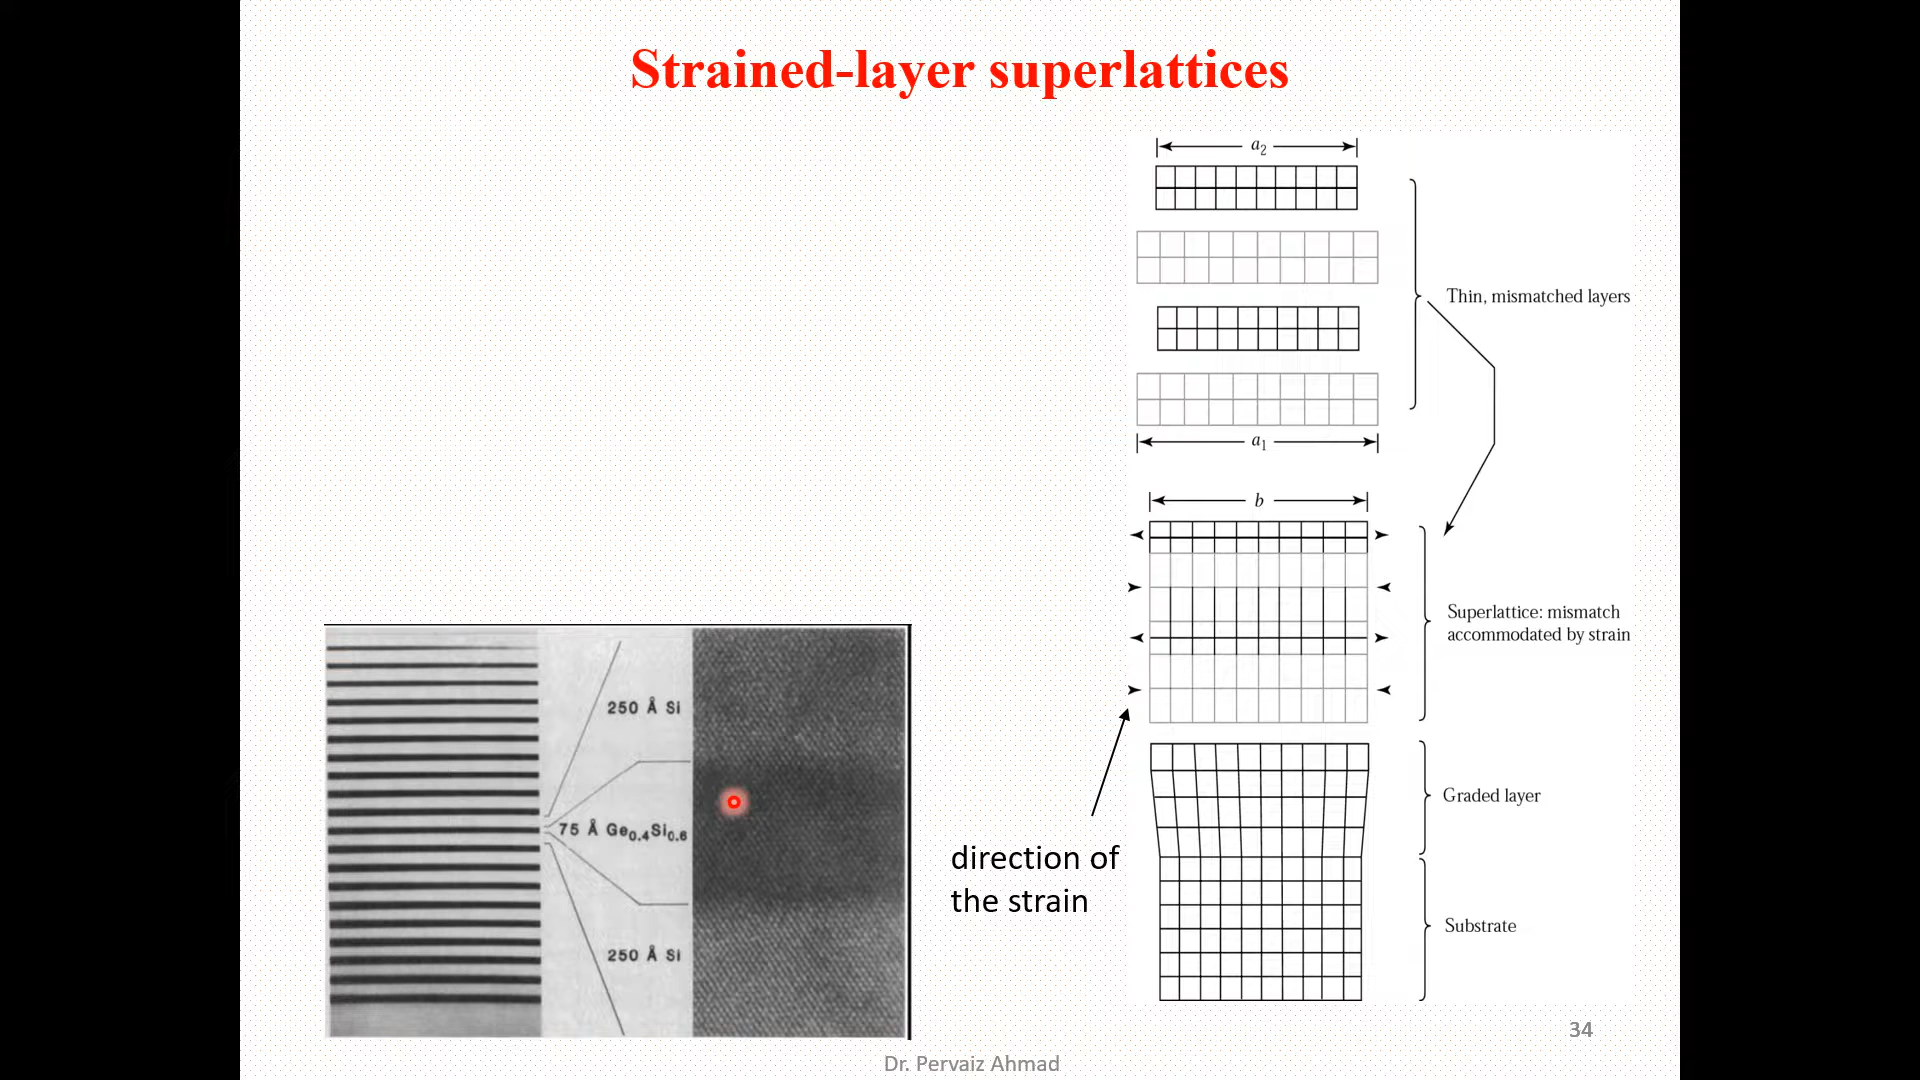 Strained-layer superlattices
a₂
Thin, mismatched layers
a₁
b
Superlattice: mismatch
accommodated by strain
250 Å Si
75 Å Ge₀.₄Si₀.₆
250 Å Si
direction of
the strain
Graded layer
Substrate
34
Dr. Pervaiz Ahmad